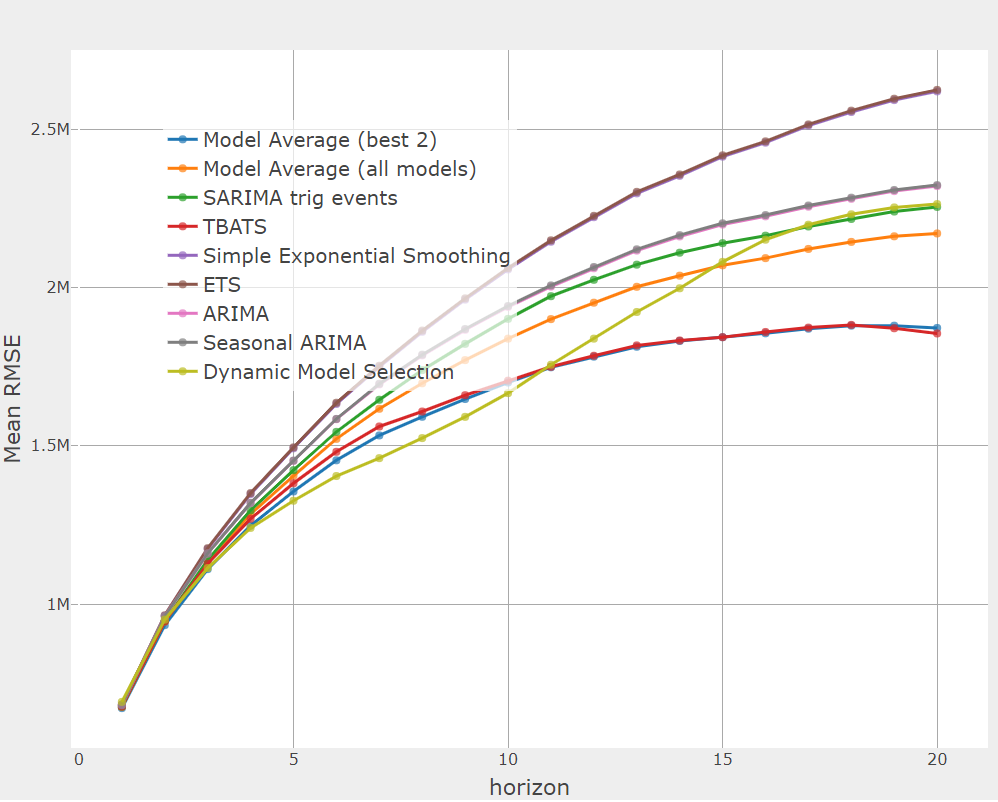 2.5M
2M
1.5M
1M
Mean RMSE
Model Average (best 2)
Model Average (all models)
SARIMA trig events
TBATS
Simple Exponential Smoothing
ETS
ARIMA
Seasonal ARIMA
Dynamic Model Selection
0 5 10 15 20
horizon